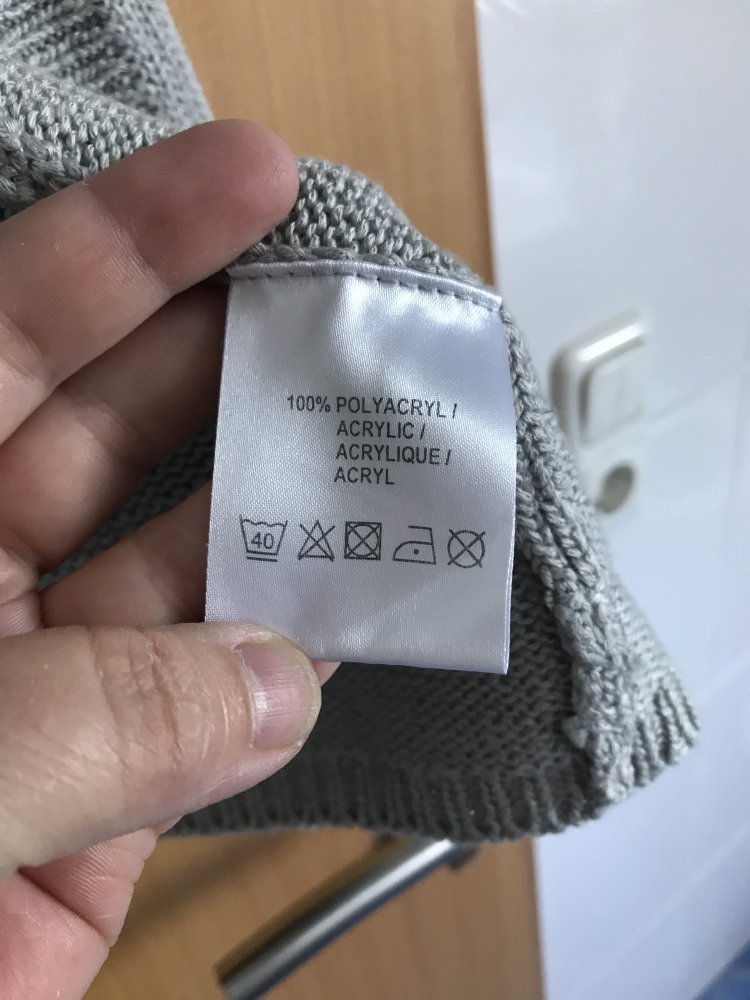 100% POLYACRYL /
ACRYLIC /
ACRYLIQUE /
ACRYL
40